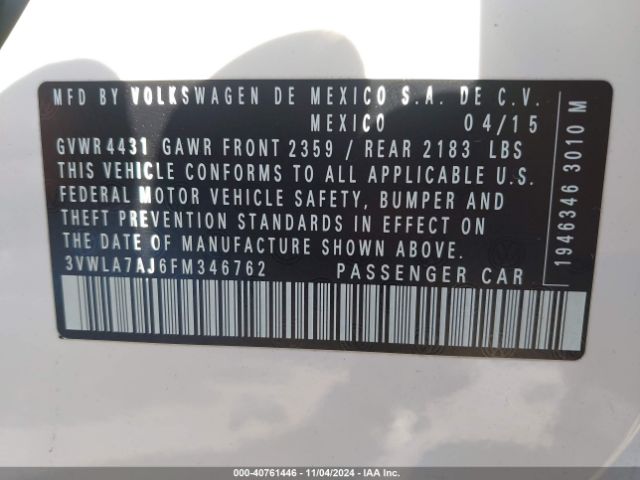 MFD BY VOLKSWAGEN DE MEXICO S.A. DE C.V.
MEXICO 04/15
GVWR 4431 GAWR FRONT 2359 / REAR 2183 LBS
THIS VEHICLE CONFORMS TO ALL APPLICABLE U.S.
FEDERAL MOTOR VEHICLE SAFETY, BUMPER AND
THEFT PREVENTION STANDARDS IN EFFECT ON
THE DATE OF MANUFACTURE SHOWN ABOVE.
3VWLA7AJ6FM346762 PASSENGER CAR
1946346 3010 M
000-40761446 - 11/04/2024 - IAAI.com